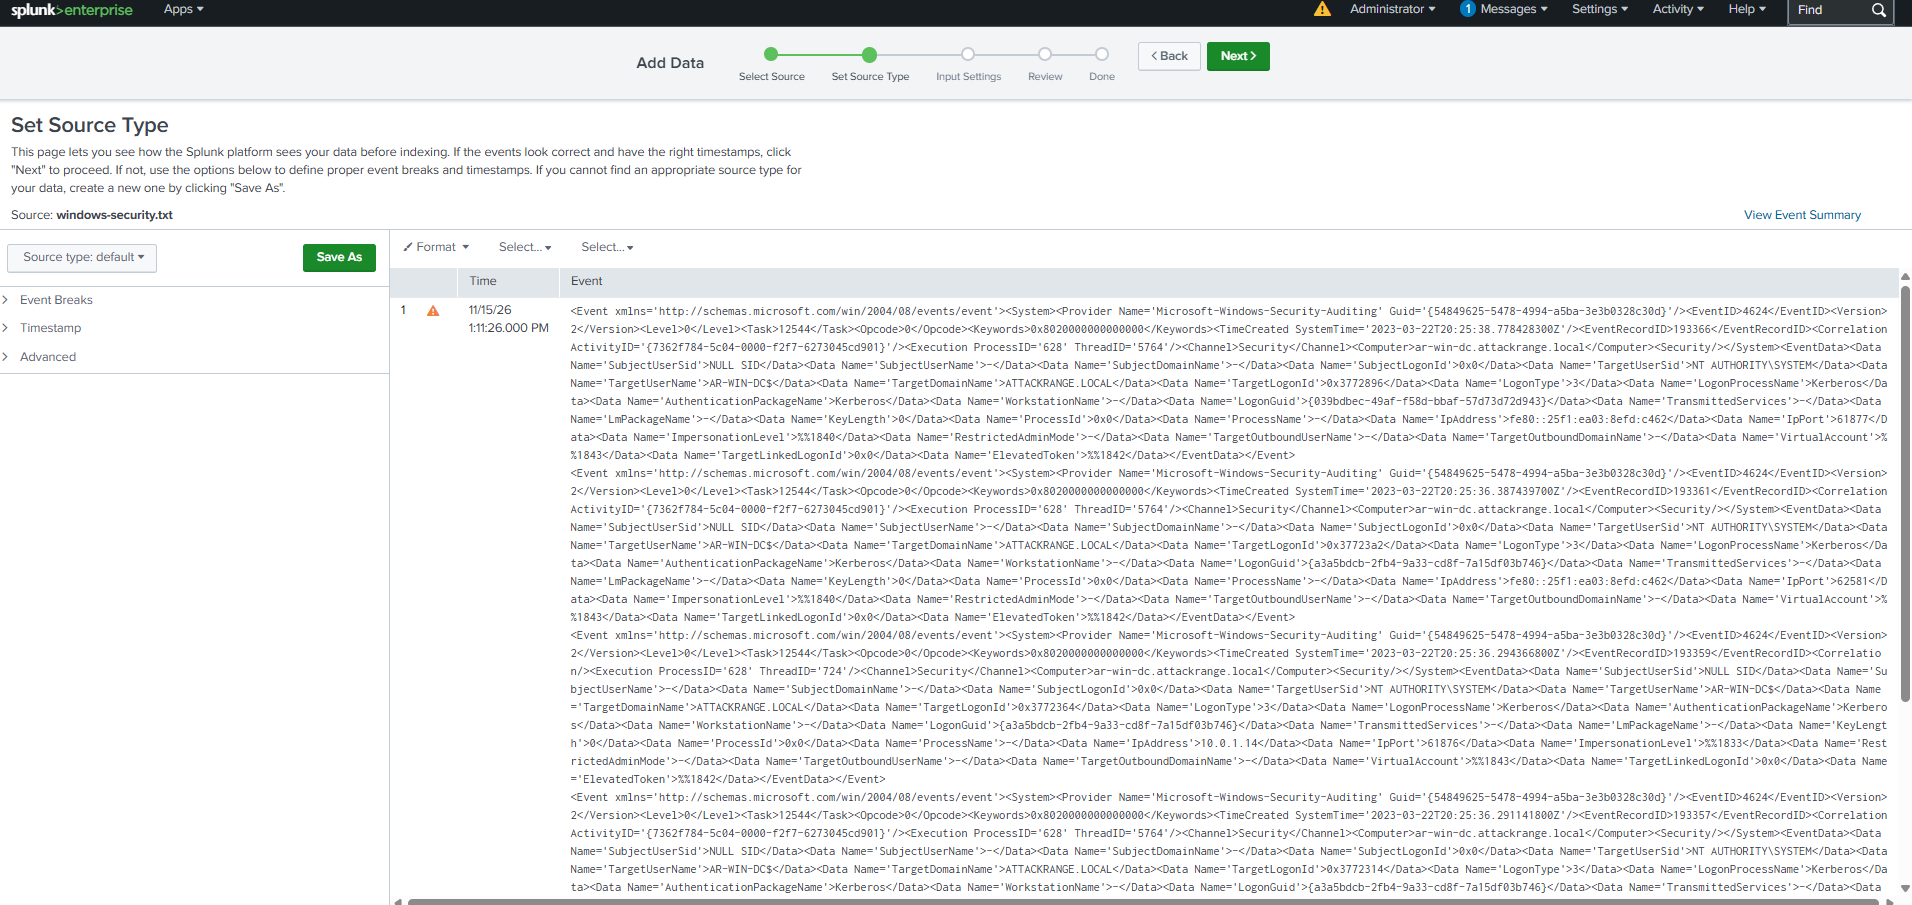 splunk>enterprise Apps Administrator 1 Messages Settings Activity Help Find
Add Data Select Source Set Source Type Input Settings Review Done < Back Next >
Set Source Type
This page lets you see how the Splunk platform sees your data before indexing. If the events look correct and have the right timestamps, click
"Next" to proceed. If not, use the options below to define proper event breaks and timestamps. If you cannot find an appropriate source type for
your data, create a new one by clicking "Save As".
Source: windows-security.txt
View Event Summary
Source type: default
Save As
> Event Breaks
> Timestamp
> Advanced
Format Select... Select...
Time Event
1 11/15/26
1:11:26.000 PM
<Event xmlns='http://schemas.microsoft.com/win/2004/08/events/event'><System><Provider Name='Microsoft-Windows-Security-Auditing' Guid='{54849625-5478-4994-a5ba-3e3b0328c30d}'/><EventID>4624</EventID><Version>
2</Version><Level>0</Level><Task>12544</Task><Opcode>0</Opcode><Keywords>0x8020000000000000</Keywords><TimeCreated SystemTime='2023-03-22T20:25:38.778428300Z'/><EventRecordID>193366</EventRecordID><Correlation
ActivityID='{7362f784-5c04-0000-f2f7-6273045cd901}'/><Execution ProcessID='628' ThreadID='5764'/><Channel>Security</Channel><Computer>ar-win-dc.attackrange.local</Computer><Security/></System><EventData><Data
Name='SubjectUserSid'>NULL SID</Data><Data Name='SubjectUserName'>-</Data><Data Name='SubjectDomainName'>-</Data><Data Name='SubjectLogonId'>0x0</Data><Data Name='TargetUserSid'>NT AUTHORITY\SYSTEM</Data><Data
Name='TargetUserName'>AR-WIN-DC$</Data><Data Name='TargetDomainName'>ATTACKRANGE.LOCAL</Data><Data Name='TargetLogonId'>0x3772896</Data><Data Name='LogonType'>3</Data><Data Name='LogonProcessName'>Kerberos</Da
ta><Data Name='AuthenticationPackageName'>Kerberos</Data><Data Name='WorkstationName'>-</Data><Data Name='LogonGuid'>{039bdbec-49af-f58d-bbaf-57d73d72d943}</Data><Data Name='TransmittedServices'>-</Data><Data
Name='LmPackageName'>-</Data><Data Name='KeyLength'>0</Data><Data Name='ProcessId'>0x0</Data><Data Name='ProcessName'>-</Data><Data Name='IpAddress'>fe80::25f1:ea03:8efd:c462</Data><Data Name='IpPort'>61877</D
ata><Data Name='ImpersonationLevel'>%%1840</Data><Data Name='RestrictedAdminMode'>-</Data><Data Name='TargetOutboundUserName'>-</Data><Data Name='TargetOutboundDomainName'>-</Data><Data Name='VirtualAccount'>%
%1843</Data><Data Name='TargetLinkedLogonId'>0x0</Data><Data Name='ElevatedToken'>%%1842</Data></EventData></Event>
<Event xmlns='http://schemas.microsoft.com/win/2004/08/events/event'><System><Provider Name='Microsoft-Windows-Security-Auditing' Guid='{54849625-5478-4994-a5ba-3e3b0328c30d}'/><EventID>4624</EventID><Version>
2</Version><Level>0</Level><Task>12544</Task><Opcode>0</Opcode><Keywords>0x8020000000000000</Keywords><TimeCreated SystemTime='2023-03-22T20:25:36.387439700Z'/><EventRecordID>193361</EventRecordID><Correlation
ActivityID='{7362f784-5c04-0000-f2f7-6273045cd901}'/><Execution ProcessID='628' ThreadID='5764'/><Channel>Security</Channel><Computer>ar-win-dc.attackrange.local</Computer><Security/></System><EventData><Data
Name='SubjectUserSid'>NULL SID</Data><Data Name='SubjectUserName'>-</Data><Data Name='SubjectDomainName'>-</Data><Data Name='SubjectLogonId'>0x0</Data><Data Name='TargetUserSid'>NT AUTHORITY\SYSTEM</Data><Data
Name='TargetUserName'>AR-WIN-DC$</Data><Data Name='TargetDomainName'>ATTACKRANGE.LOCAL</Data><Data Name='TargetLogonId'>0x37723a2</Data><Data Name='LogonType'>3</Data><Data Name='LogonProcessName'>Kerberos</Da
ta><Data Name='AuthenticationPackageName'>Kerberos</Data><Data Name='WorkstationName'>-</Data><Data Name='LogonGuid'>{a3a5bdcb-2fb4-9a33-cd8f-7a15df03b746}</Data><Data Name='TransmittedServices'>-</Data><Data
Name='LmPackageName'>-</Data><Data Name='KeyLength'>0</Data><Data Name='ProcessId'>0x0</Data><Data Name='ProcessName'>-</Data><Data Name='IpAddress'>fe80::25f1:ea03:8efd:c462</Data><Data Name='IpPort'>62581</D
ata><Data Name='ImpersonationLevel'>%%1840</Data><Data Name='RestrictedAdminMode'>-</Data><Data Name='TargetOutboundUserName'>-</Data><Data Name='TargetOutboundDomainName'>-</Data><Data Name='VirtualAccount'>%
%1843</Data><Data Name='TargetLinkedLogonId'>0x0</Data><Data Name='ElevatedToken'>%%1842</Data></EventData></Event>
<Event xmlns='http://schemas.microsoft.com/win/2004/08/events/event'><System><Provider Name='Microsoft-Windows-Security-Auditing' Guid='{54849625-5478-4994-a5ba-3e3b0328c30d}'/><EventID>4624</EventID><Version>
2</Version><Level>0</Level><Task>12544</Task><Opcode>0</Opcode><Keywords>0x8020000000000000</Keywords><TimeCreated SystemTime='2023-03-22T20:25:36.294366800Z'/><EventRecordID>193359</EventRecordID><Correlatio
n/><Execution ProcessID='628' ThreadID='724'/><Channel>Security</Channel><Computer>ar-win-dc.attackrange.local</Computer><Security/></System><EventData><Data Name='SubjectUserSid'>NULL SID</Data><Data Name='Su
bjectUserName'>-</Data><Data Name='SubjectDomainName'>-</Data><Data Name='SubjectLogonId'>0x0</Data><Data Name='TargetUserSid'>NT AUTHORITY\SYSTEM</Data><Data Name='TargetUserName'>AR-WIN-DC$</Data><Data Name
='TargetDomainName'>ATTACKRANGE.LOCAL</Data><Data Name='TargetLogonId'>0x3772364</Data><Data Name='LogonType'>3</Data><Data Name='LogonProcessName'>Kerberos</Data><Data Name='AuthenticationPackageName'>Kerbero
s</Data><Data Name='WorkstationName'>-</Data><Data Name='LogonGuid'>{a3a5bdcb-2fb4-9a33-cd8f-7a15df03b746}</Data><Data Name='TransmittedServices'>-</Data><Data Name='LmPackageName'>-</Data><Data Name='KeyLengt
h'>0</Data><Data Name='ProcessId'>0x0</Data><Data Name='ProcessName'>-</Data><Data Name='IpAddress'>10.0.1.14</Data><Data Name='IpPort'>61876</Data><Data Name='ImpersonationLevel'>%%1833</Data><Data Name='Rest
rictedAdminMode'>-</Data><Data Name='TargetOutboundUserName'>-</Data><Data Name='TargetOutboundDomainName'>-</Data><Data Name='VirtualAccount'>%%1843</Data><Data Name='TargetLinkedLogonId'>0x0</Data><Data Name
='ElevatedToken'>%%1842</Data></EventData></Event>
<Event xmlns='http://schemas.microsoft.com/win/2004/08/events/event'><System><Provider Name='Microsoft-Windows-Security-Auditing' Guid='{54849625-5478-4994-a5ba-3e3b0328c30d}'/><EventID>4624</EventID><Version>
2</Version><Level>0</Level><Task>12544</Task><Opcode>0</Opcode><Keywords>0x8020000000000000</Keywords><TimeCreated SystemTime='2023-03-22T20:25:36.291141800Z'/><EventRecordID>193357</EventRecordID><Correlation
ActivityID='{7362f784-5c04-0000-f2f7-6273045cd901}'/><Execution ProcessID='628' ThreadID='5764'/><Channel>Security</Channel><Computer>ar-win-dc.attackrange.local</Computer><Security/></System><EventData><Data
Name='SubjectUserSid'>NULL SID</Data><Data Name='SubjectUserName'>-</Data><Data Name='SubjectDomainName'>-</Data><Data Name='SubjectLogonId'>0x0</Data><Data Name='TargetUserSid'>NT AUTHORITY\SYSTEM</Data><Data
Name='TargetUserName'>AR-WIN-DC$</Data><Data Name='TargetDomainName'>ATTACKRANGE.LOCAL</Data><Data Name='TargetLogonId'>0x3772314</Data><Data Name='LogonType'>3</Data><Data Name='LogonProcessName'>Kerberos</Da
ta><Data Name='AuthenticationPackageName'>Kerberos</Data><Data Name='WorkstationName'>-</Data><Data Name='LogonGuid'>{a3a5bdcb-2fb4-9a33-cd8f-7a15df03b746}</Data><Data Name='TransmittedServices'>-</Data><Data